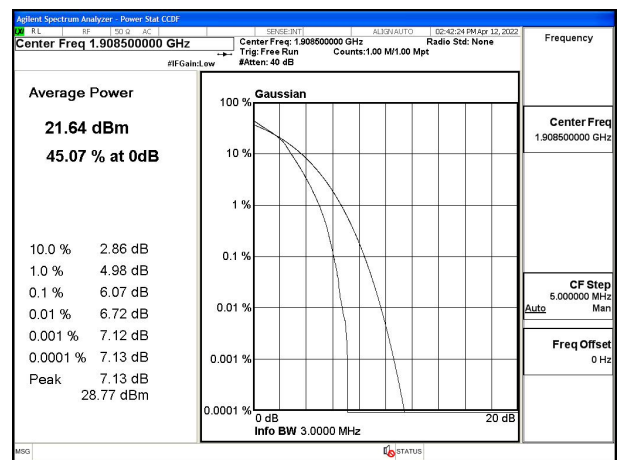 Agilent Spectrum Analyzer - Power Stat CCDF
RL RF 50 Ω AC SENSE:INT ALIGN AUTO 02:42:24 PM Apr 12, 2022
Center Freq 1.908500000 GHz
Center Freq: 1.908500000 GHz Radio Std: None
Trig: Free Run Counts:1.00 M/1.00 Mpt
#IFGain:Low #Atten: 40 dB
Frequency
Average Power
21.64 dBm
45.07 % at 0dB
10.0 % 2.86 dB
1.0 % 4.98 dB
0.1 % 6.07 dB
0.01 % 6.72 dB
0.001 % 7.12 dB
0.0001 % 7.13 dB
Peak 7.13 dB
28.77 dBm
Gaussian
100 %
10 %
1 %
0.1 %
0.01 %
0.001 %
0.0001 %
0 dB 20 dB
Info BW 3.0000 MHz
Center Freq
1.908500000 GHz
CF Step
5.000000 MHz
Auto Man
Freq Offset
0 Hz
MSG STATUS